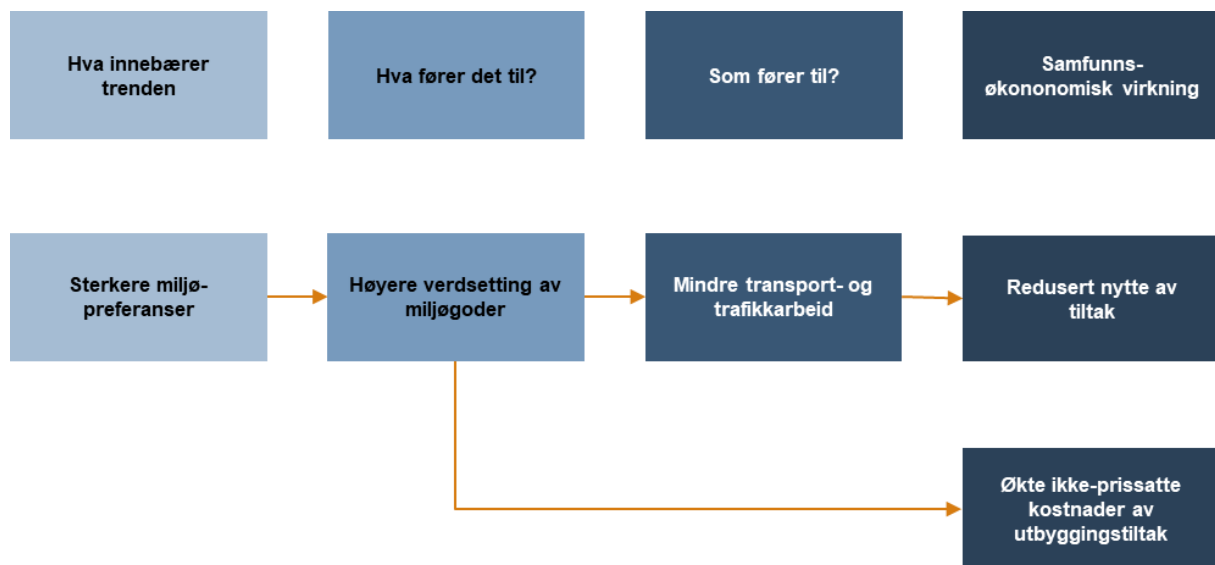 Hva innebærer
trenden
Hva fører det til?
Som fører til?
Samfunns-
øknonomisk virkning
Sterkere miljø-
preferanser
Høyere verdsetting av
miljøgoder
Mindre transport- og
trafikkarbeid
Redusert nytte av
tiltak
Økte ikke-prissatte
kostnader av
utbyggingstiltak